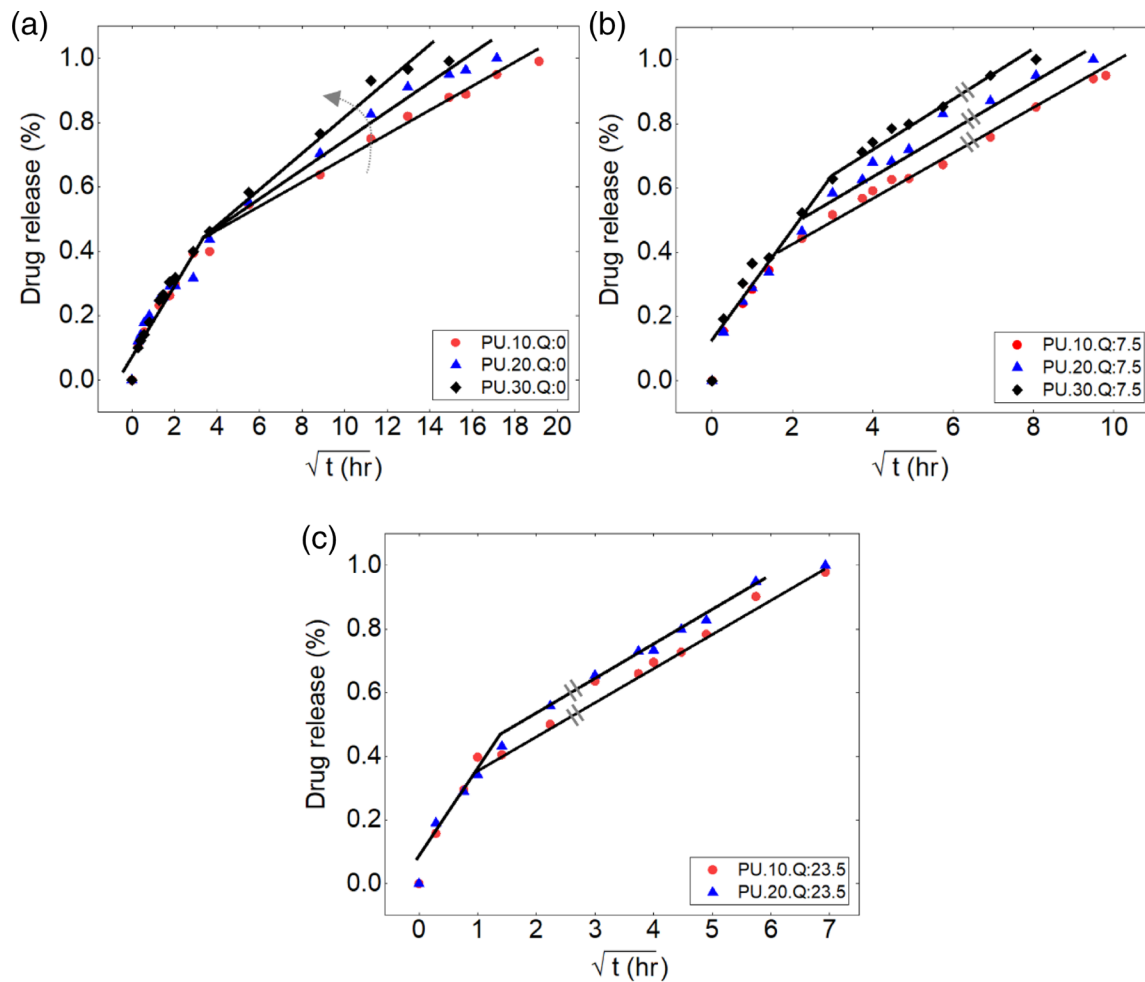 (a)
Drug release (%)
1.0
0.8
0.6
0.4
0.2
0.0
PU.10.Q:0
PU.20.Q:0
PU.30.Q:0
0 2 4 6 8 10 12 14 16 18 20
√t (hr)
(b)
Drug release (%)
1.0
0.8
0.6
0.4
0.2
0.0
PU.10.Q:7.5
PU.20.Q:7.5
PU.30.Q:7.5
0 2 4 6 8 10
√t (hr)
(c)
Drug release (%)
1.0
0.8
0.6
0.4
0.2
0.0
PU.10.Q:23.5
PU.20.Q:23.5
0 1 2 3 4 5 6 7
√t (hr)